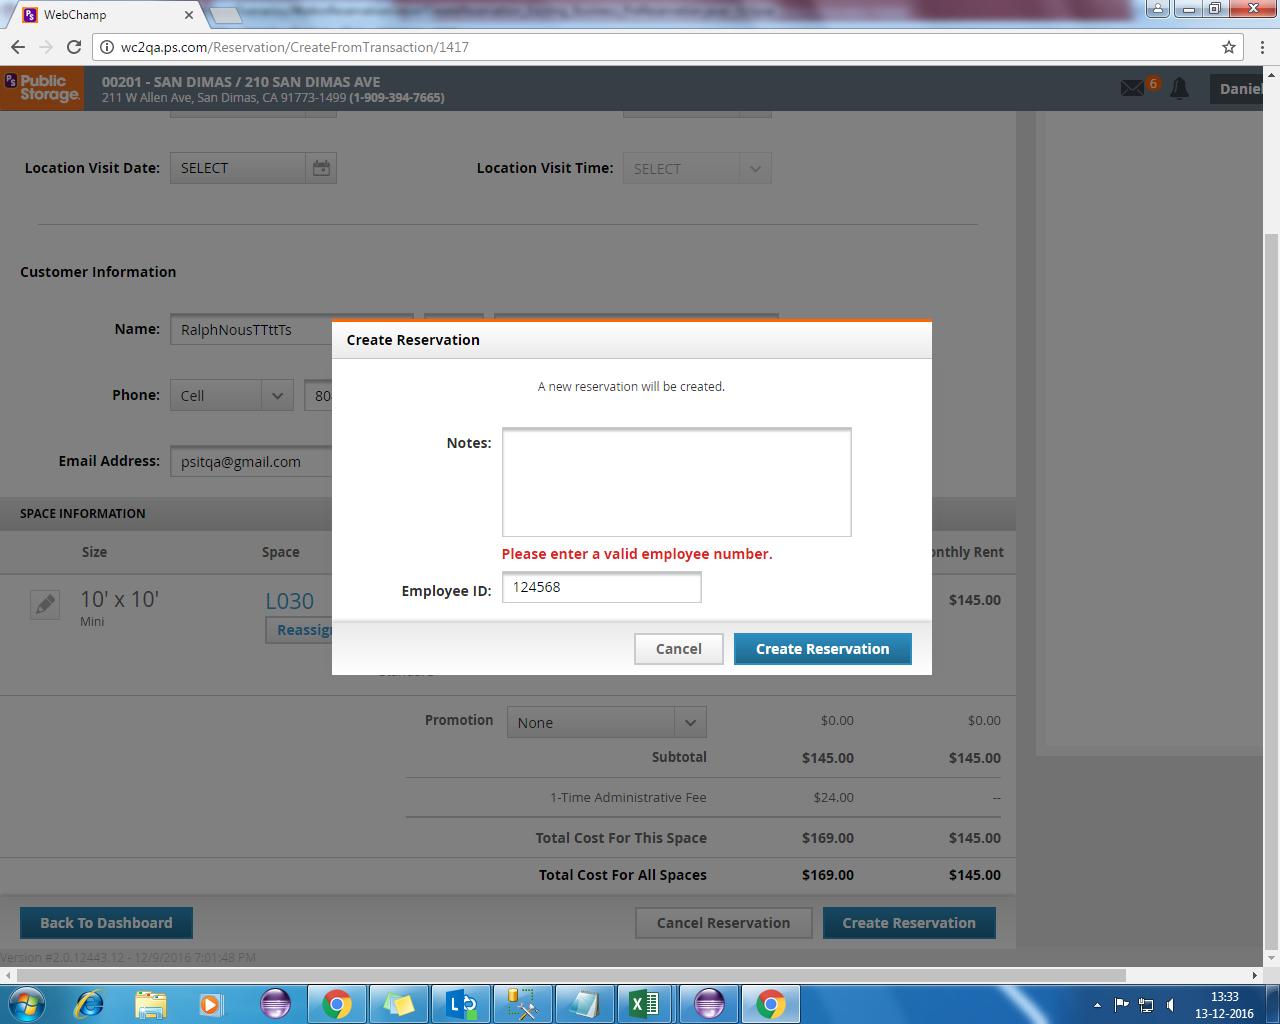 WebChamp
wc2qa.ps.com/Reservation/CreateFromTransaction/1417
PS Public Storage.
00201 - SAN DIMAS / 210 SAN DIMAS AVE
211 W Allen Ave, San Dimas, CA 91773-1499 (1-909-394-7665)
6
Daniel
Location Visit Date: SELECT
Location Visit Time: SELECT
Customer Information
Name: RalphNousTTttTs
Phone: Cell 80
Email Address: psitqa@gmail.com
Create Reservation
A new reservation will be created.
Notes:
Please enter a valid employee number.
Employee ID: 124568
Cancel Create Reservation
SPACE INFORMATION
Size Space onthly Rent
10' x 10' L030 $145.00
Mini
Reassig
Standard
Promotion None $0.00 $0.00
Subtotal $145.00 $145.00
1-Time Administrative Fee $24.00 --
Total Cost For This Space $169.00 $145.00
Total Cost For All Spaces $169.00 $145.00
Back To Dashboard Cancel Reservation Create Reservation
Version #2.0.12443.12 - 12/9/2016 7:01:48 PM
13:33
13-12-2016